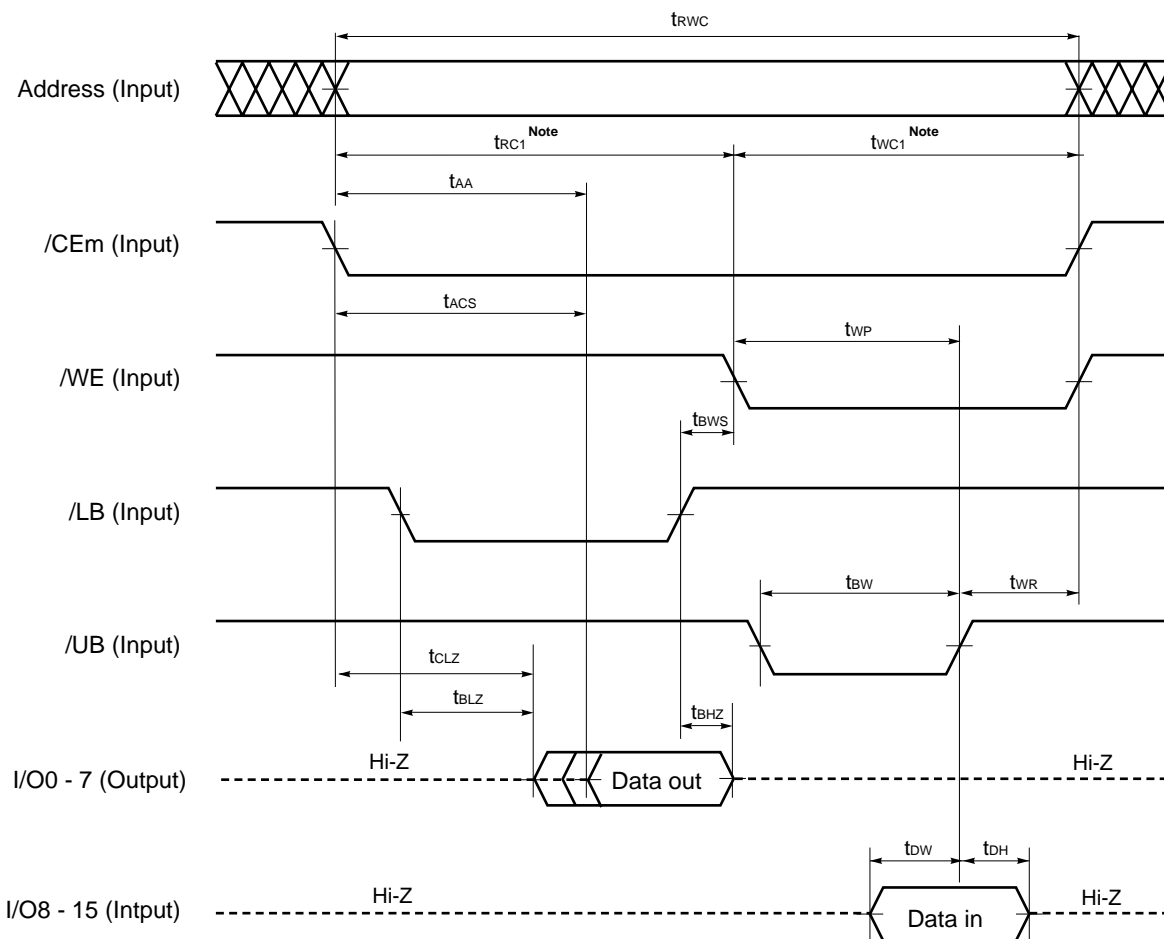 tRWC
Address (Input)
tRC1 Note
tWC1 Note
tAA
/CEm (Input)
tACS
tWP
/WE (Input)
tBWS
/LB (Input)
tBW
tWR
/UB (Input)
tCLZ
tBLZ
tBHZ
Hi-Z
Hi-Z
I/O0 - 7 (Output)
Data out
tDW
tDH
Hi-Z
Hi-Z
I/O8 - 15 (Intput)
Data in